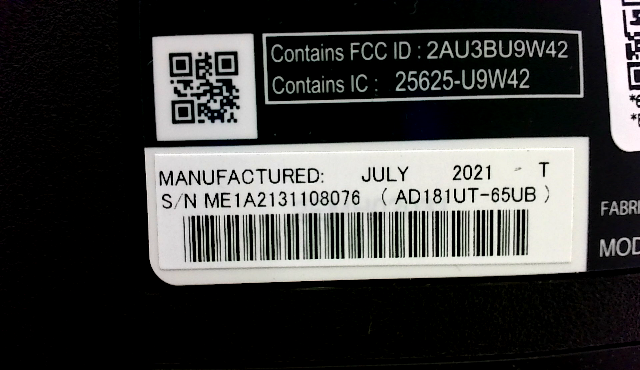 Contains FCC ID : 2AU3BU9W42
Contains IC : 25625-U9W42
MANUFACTURED: JULY 2021 - T
S/N ME1A2131108076 ( AD181UT-65UB )
FABRI
MOD